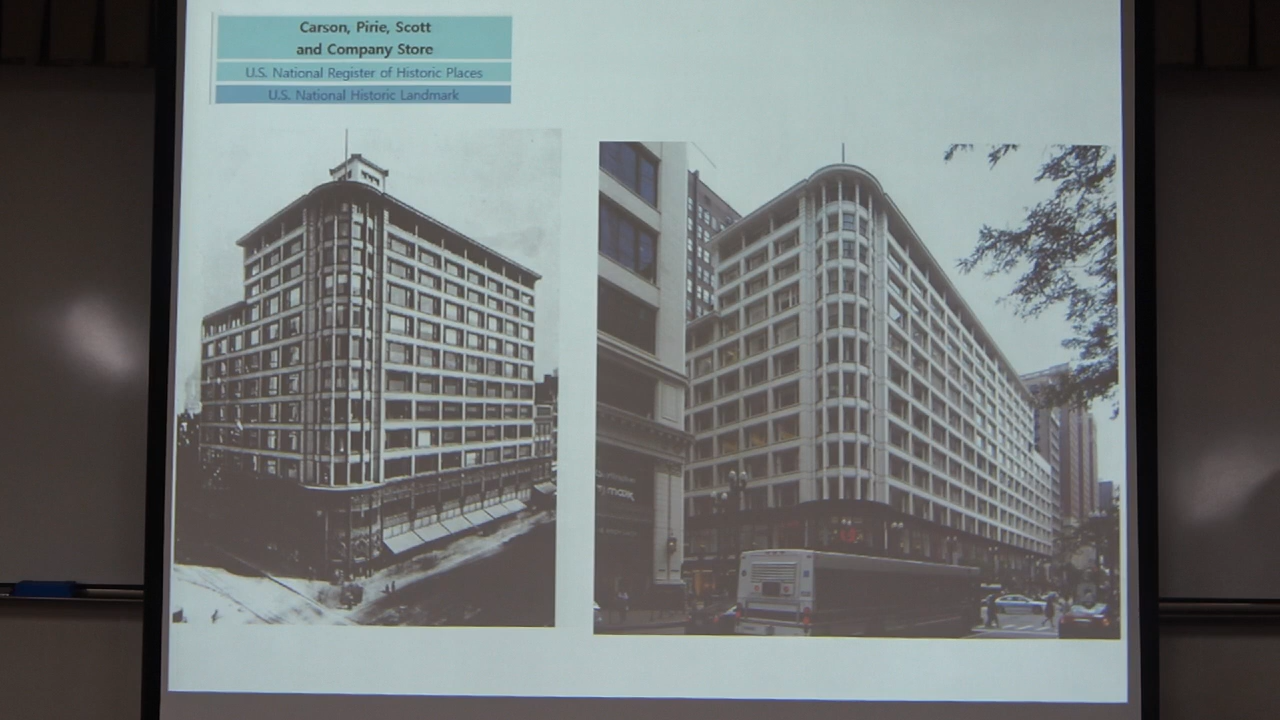 Carson, Pirie, Scott
and Company Store
U.S. National Register of Historic Places
U.S. National Historic Landmark